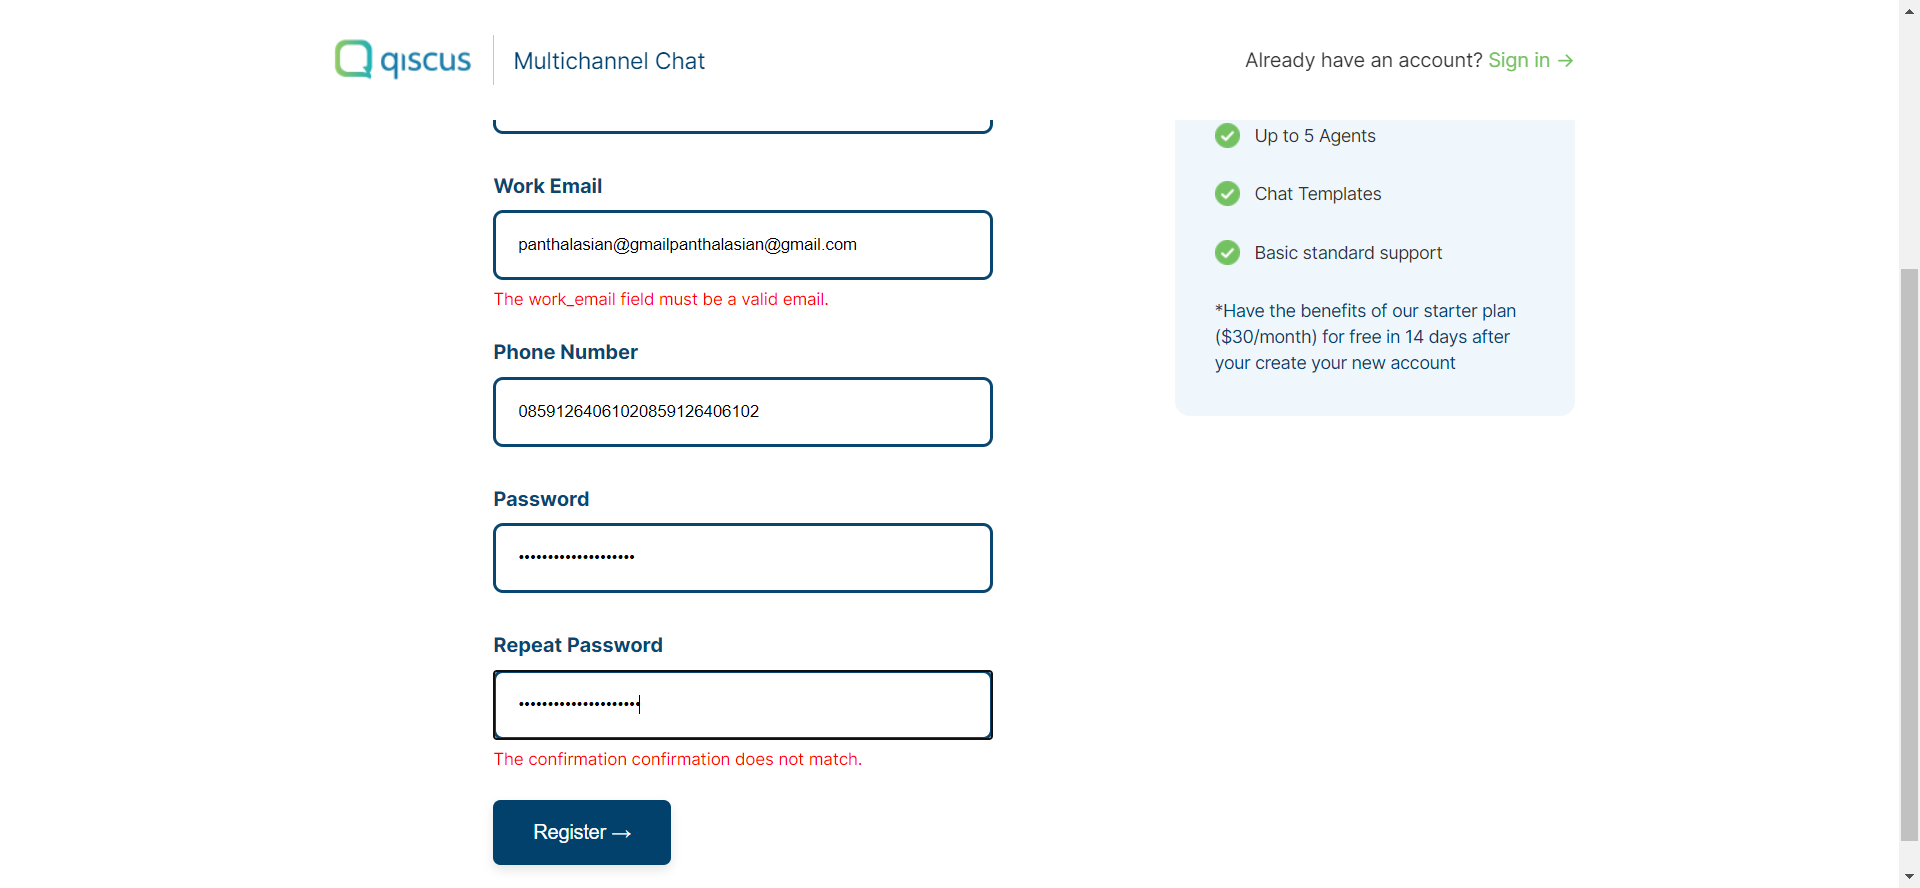 qiscus
Multichannel Chat
Already have an account? Sign in →
Work Email
panthalasian@gmailpanthalasian@gmail.com
The work_email field must be a valid email.
Phone Number
08591264061020859126406102
Password
••••••••••••••••••••
Repeat Password
•••••••••••••••••••••
The confirmation confirmation does not match.
Register →
Up to 5 Agents
Chat Templates
Basic standard support
*Have the benefits of our starter plan
($30/month) for free in 14 days after
your create your new account